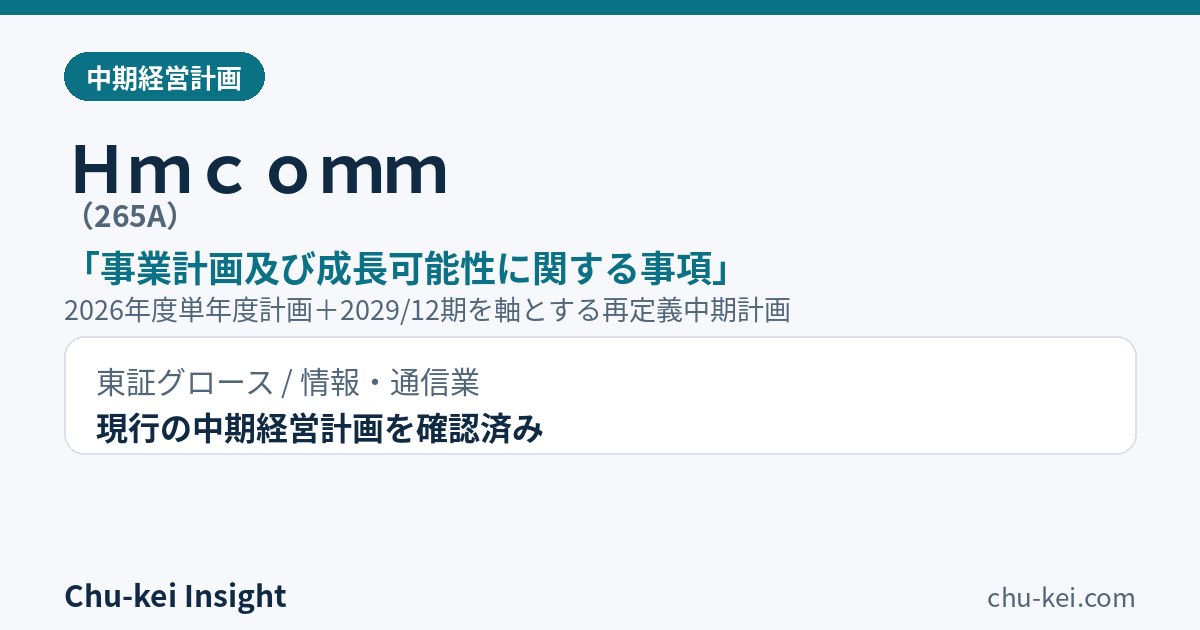 中期経営計画
Ｈｍｃｏｍｍ
（265A）
「事業計画及び成長可能性に関する事項」
2026年度単年度計画＋2029/12期を軸とする再定義中期計画
東証グロース / 情報・通信業
現行の中期経営計画を確認済み
Chu-kei Insight
chu-kei.com